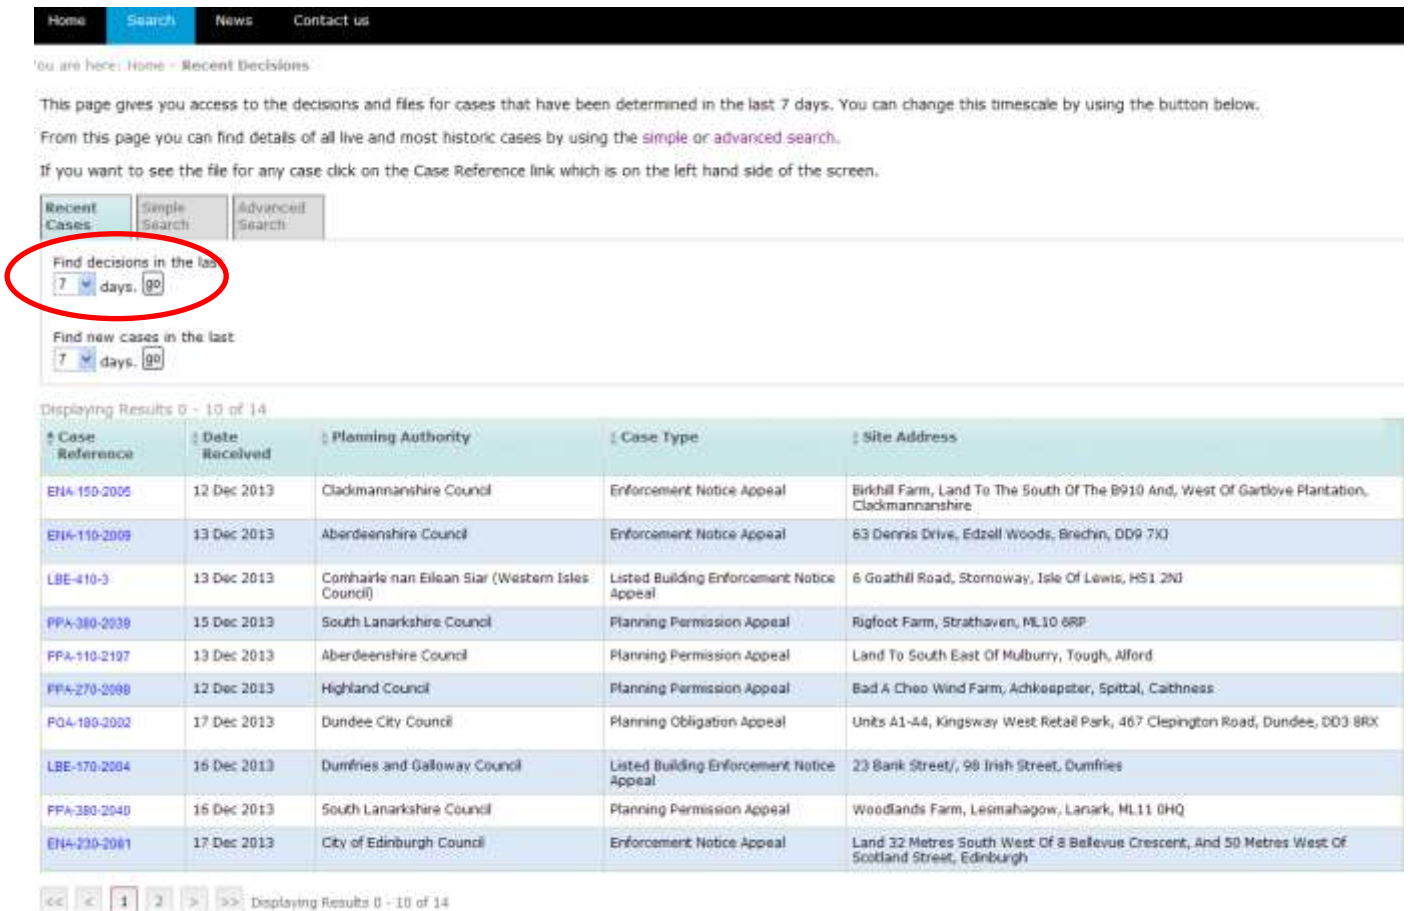 Home Search News Contact us
You are here: Home - Recent Decisions
This page gives you access to the decisions and files for cases that have been determined in the last 7 days. You can change this timescale by using the button below.
From this page you can find details of all live and most historic cases by using the simple or advanced search.
If you want to see the file for any case click on the Case Reference link which is on the left hand side of the screen.
Recent Cases Simple Search Advanced Search
Find decisions in the last
7 days. go
Find new cases in the last
7 days. go
Displaying Results 0 - 10 of 14
Case Reference Date Received Planning Authority Case Type Site Address
ENA-150-2005 12 Dec 2013 Clackmannanshire Council Enforcement Notice Appeal Birkhill Farm, Land To The South Of The B910 And, West Of Gartlove Plantation, Clackmannanshire
ENA-110-2009 13 Dec 2013 Aberdeenshire Council Enforcement Notice Appeal 63 Dennis Drive, Edzell Woods, Brechin, DD9 7XJ
LBE-410-3 13 Dec 2013 Comhairle nan Eilean Siar (Western Isles Council) Listed Building Enforcement Notice Appeal 6 Goathill Road, Stornoway, Isle Of Lewis, HS1 2NJ
PPA-380-2039 15 Dec 2013 South Lanarkshire Council Planning Permission Appeal Rigfoot Farm, Strathaven, ML10 6RP
PPA-110-2197 13 Dec 2013 Aberdeenshire Council Planning Permission Appeal Land To South East Of Mulburry, Tough, Alford
PPA-270-2098 12 Dec 2013 Highland Council Planning Permission Appeal Bad A Cheo Wind Farm, Achkeepster, Spittal, Caithness
POA-180-2002 17 Dec 2013 Dundee City Council Planning Obligation Appeal Units A1-A4, Kingsway West Retail Park, 467 Clepington Road, Dundee, DD3 8RX
LBE-170-2004 16 Dec 2013 Dumfries and Galloway Council Listed Building Enforcement Notice Appeal 23 Bank Street/, 98 Irish Street, Dumfries
PPA-380-2040 16 Dec 2013 South Lanarkshire Council Planning Permission Appeal Woodlands Farm, Lesmahagow, Lanark, ML11 0HQ
ENA-230-2081 17 Dec 2013 City of Edinburgh Council Enforcement Notice Appeal Land 32 Metres South West Of 8 Bellevue Crescent, And 50 Metres West Of Scotland Street, Edinburgh
<< < 1 2 > >> Displaying Results 0 - 10 of 14